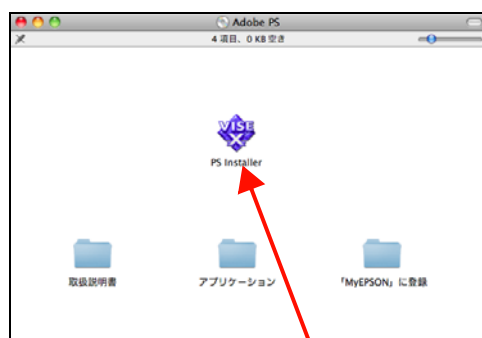 Adobe PS
4 項目、0 KB 空き
VISE
X
PS Installer
取扱説明書
アプリケーション
「MyEPSON」に登録